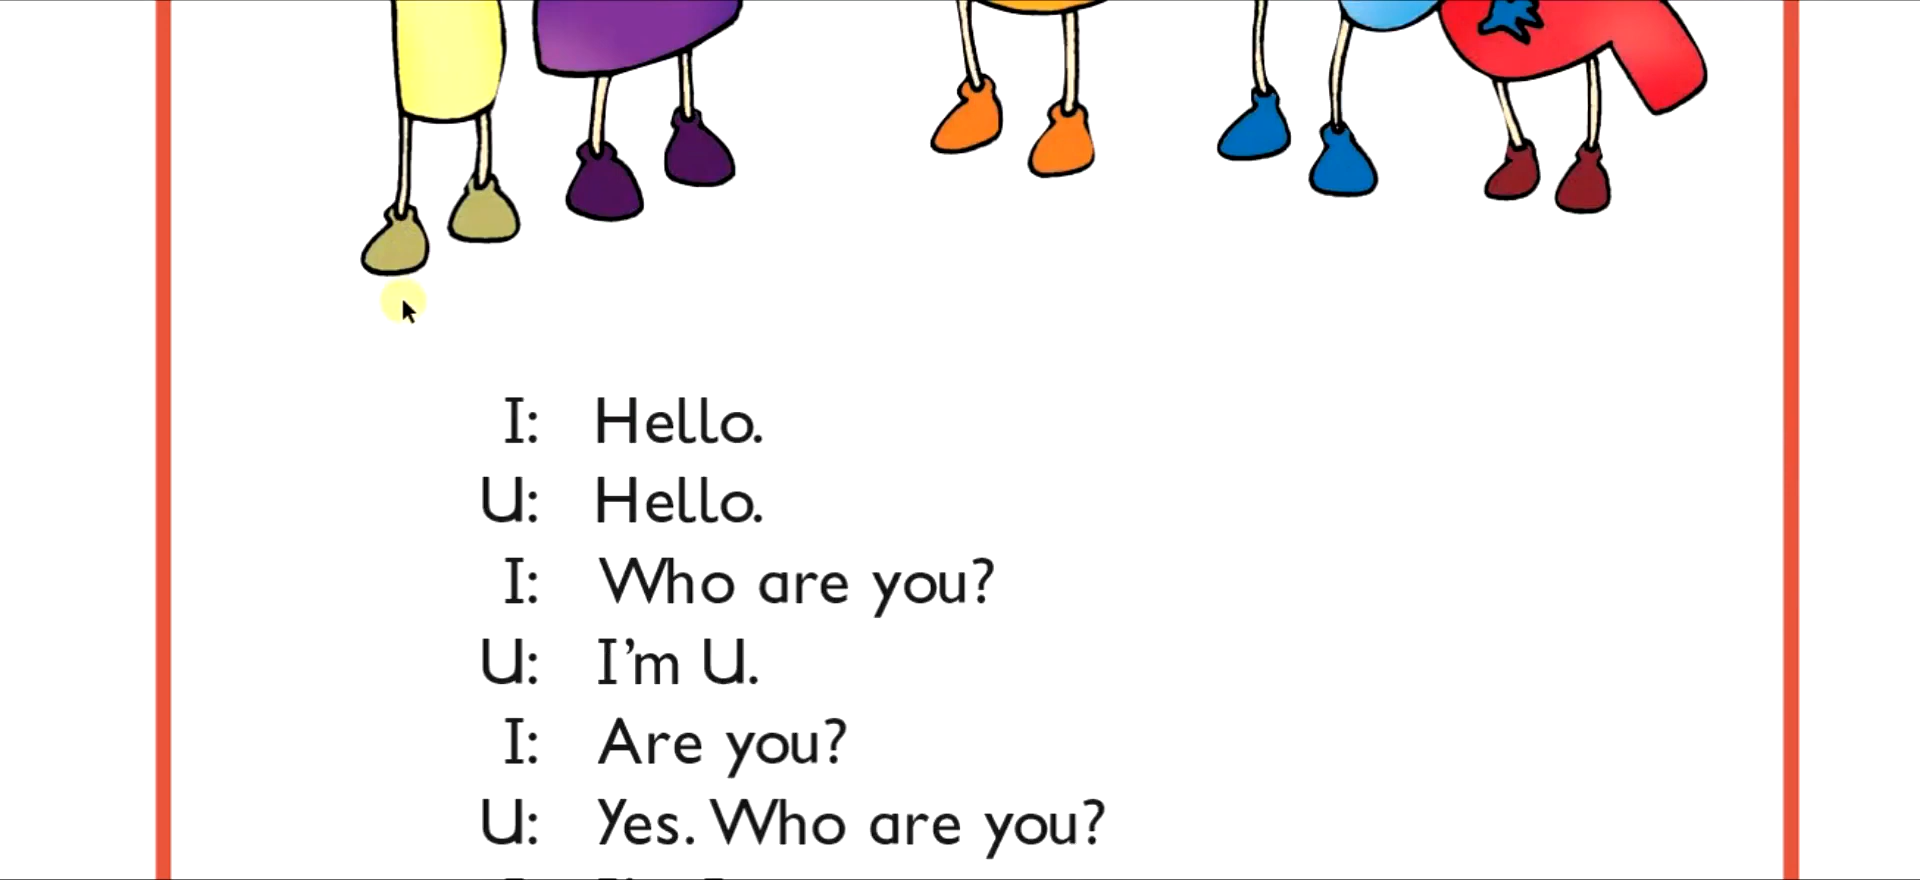 I: Hello.
U: Hello.
I: Who are you?
U: I’m U.
I: Are you?
U: Yes. Who are you?